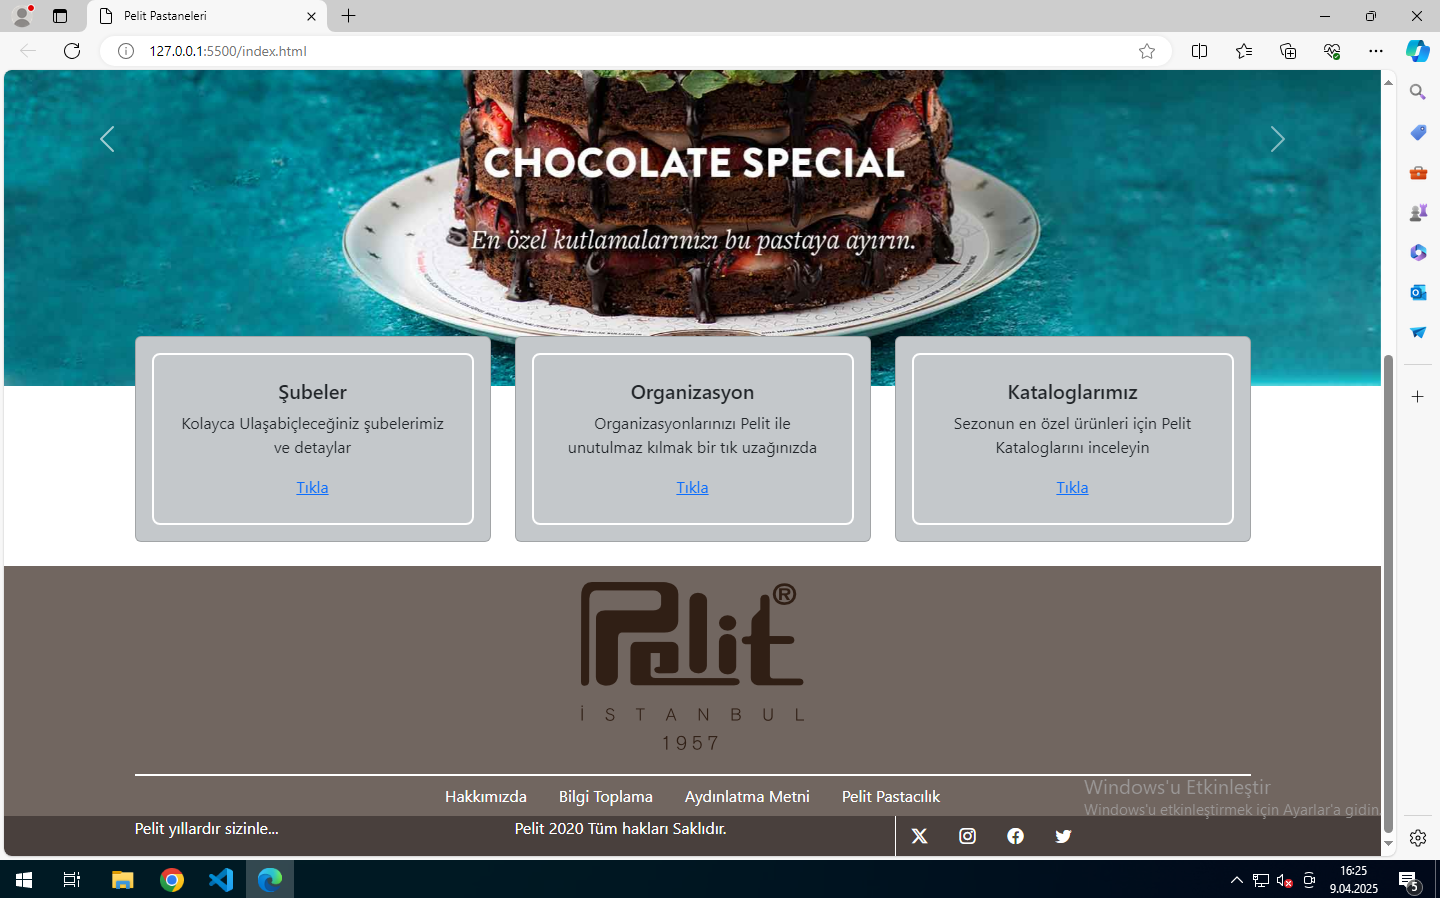 Pelit Pastaneleri
127.0.0.1:5500/index.html
CHOCOLATE SPECIAL
En özel kutlamalarınızı bu pastaya ayırın.
Şubeler
Kolayca Ulaşabiçleceğiniz şubelerimiz
ve detaylar
Tıkla
Organizasyon
Organizasyonlarınızı Pelit ile
unutulmaz kılmak bir tık uzağınızda
Tıkla
Kataloglarımız
Sezonun en özel ürünleri için Pelit
Kataloglarını inceleyin
Tıkla
Pelit ®
İSTANBUL
1957
Hakkımızda Bilgi Toplama Aydınlatma Metni Pelit Pastacılık
Windows'u Etkinleştir
Windows'u etkinleştirmek için Ayarlar'a gidin.
Pelit yıllardır sizinle... Pelit 2020 Tüm hakları Saklıdır.
16:25
9.04.2025
5